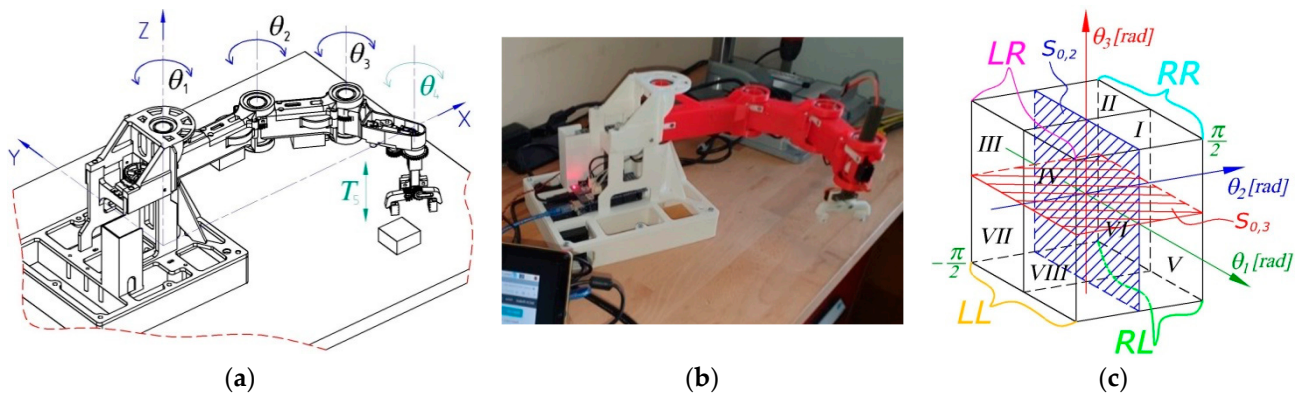 Z
θ1
θ2
θ3
θ4
X
Y
T5
θ3 [rad]
S0,2
LR
RR
II
I
π/2
III
IV
θ2 [rad]
S0,3
VII
VI
θ1 [rad]
-π/2
VIII
V
LL
RL
(a) (b) (c)